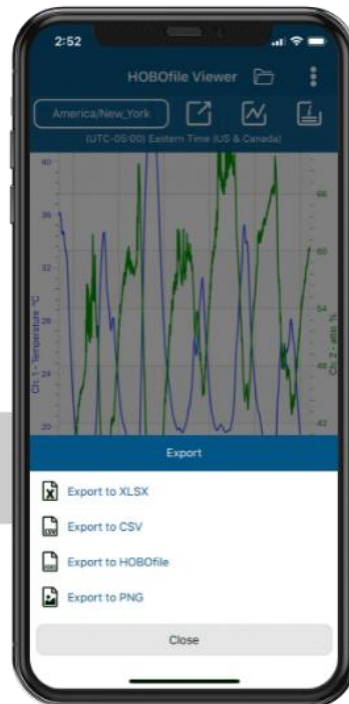 2:52
HOBOfile Viewer
America/New_York
(UTC-05:00) Eastern Time (US & Canada)
40
36
32
28
24
20
Ch: 1 - Temperature °C
66
60
54
48
42
Export
Export to XLSX
Export to CSV
Export to HOBOfile
Export to PNG
Close